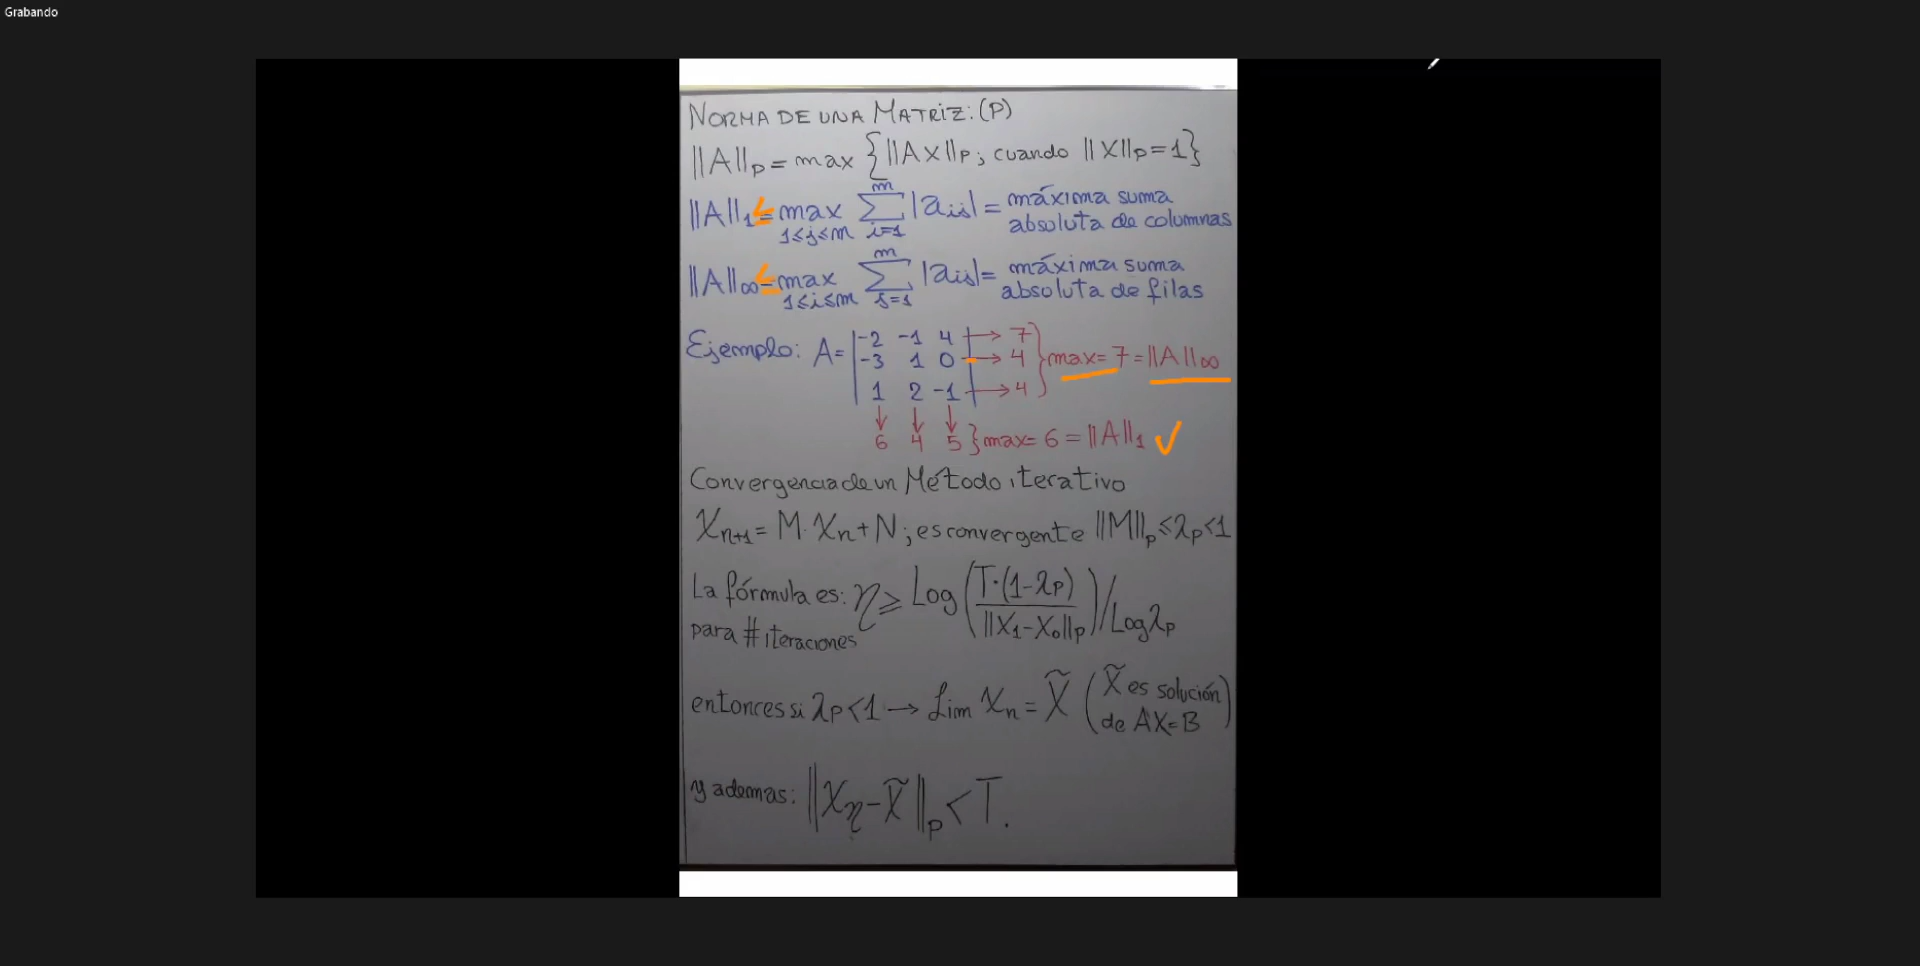 Grabando
NORMA DE UNA MATRIZ: (P)
||A||p = max { ||AX||p ; cuando ||X||p = 1 }
||A||1 = max 1≤j≤m Σ i=1 m |aij| = máxima suma absoluta de columnas
||A||∞ = max 1≤i≤m Σ j=1 m |aij| = máxima suma absoluta de filas
Ejemplo: A = | -2 -1 4 | → 7
-3 1 0 → 4 } max = 7 = ||A||∞
1 2 -1 → 4
↓ ↓ ↓
6 4 5 } max = 6 = ||A||1 ✓
Convergencia de un Método iterativo
Xn+1 = M·Xn + N ; es convergente ||M||p ≤ λp < 1
La fórmula es: η ≥ Log ( T·(1-λp) / ||X1-X0||p ) / Log λp
para # iteraciones
entonces si λp < 1 → Lim Xn = X̃ ( X̃ es solución de AX=B )
y ademas: || Xη - X̃ ||p < T.